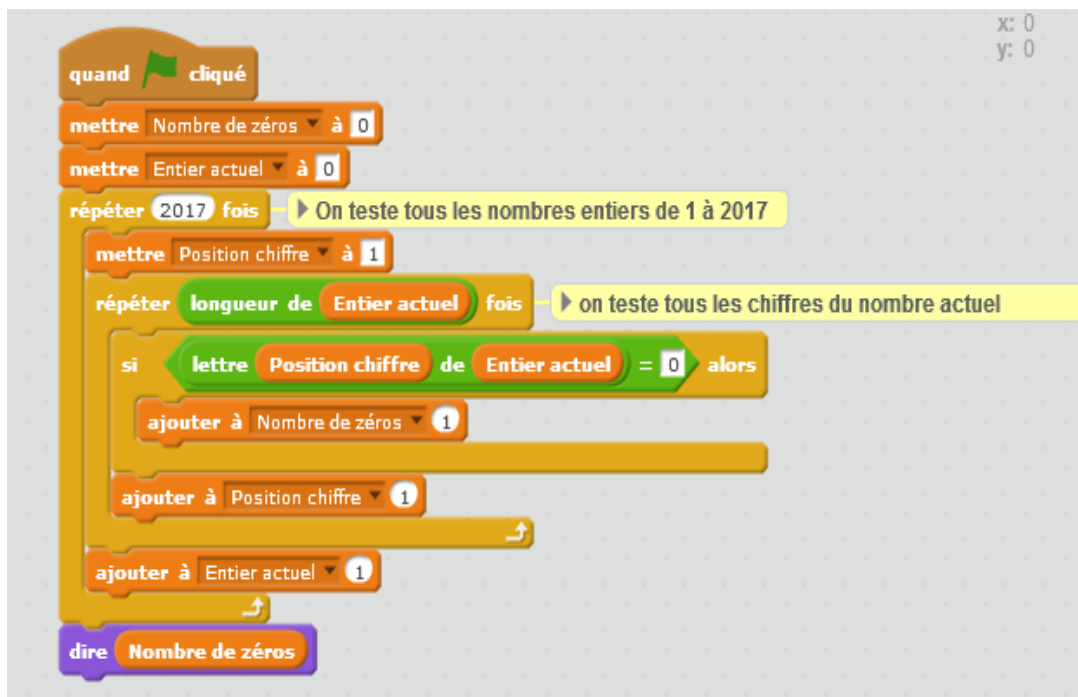 x: 0
y: 0
quand cliqué
mettre Nombre de zéros à 0
mettre Entier actuel à 0
répéter 2017 fois On teste tous les nombres entiers de 1 à 2017
mettre Position chiffre à 1
répéter longueur de Entier actuel fois on teste tous les chiffres du nombre actuel
si lettre Position chiffre de Entier actuel = 0 alors
ajouter à Nombre de zéros 1
ajouter à Position chiffre 1
ajouter à Entier actuel 1
dire Nombre de zéros